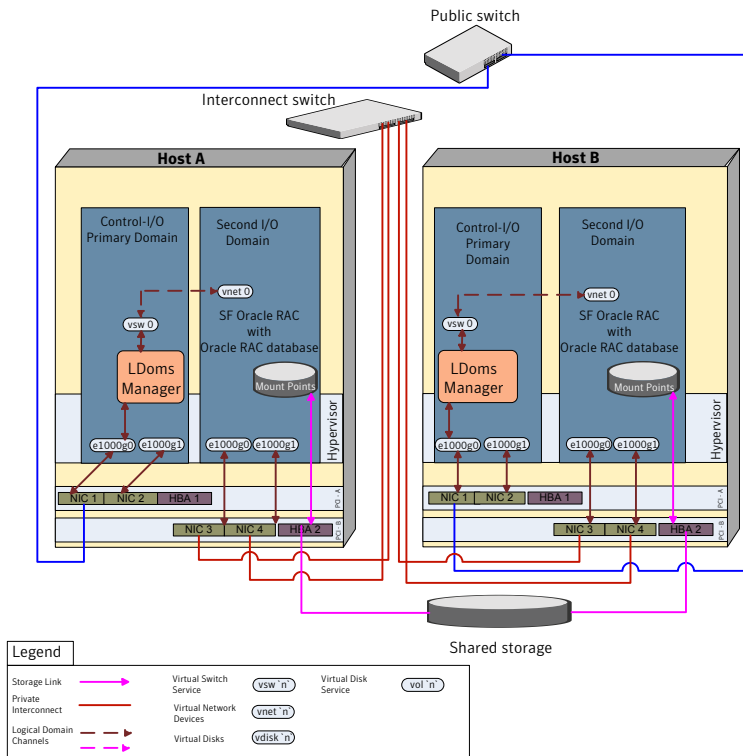 Public switch
Interconnect switch
Host A
Control-I/O
Primary Domain
Second I/O
Domain
vnet 0
vsw 0
SF Oracle RAC
with
Oracle RAC database
LDoms
Manager
Mount Points
Hypervisor
e1000g0
e1000g1
e1000g0
e1000g1
NIC 1
NIC 2
HBA 1
PCI - A
NIC 3
NIC 4
HBA 2
PCI - B
Host B
Control-I/O
Primary
Domain
Second I/O
Domain
vnet 0
vsw 0
SF Oracle RAC
with
Oracle RAC database
LDoms
Manager
Mount Points
Hypervisor
e1000g0
e1000g1
e1000g0
e1000g1
NIC 1
NIC 2
HBA 1
PCI - A
NIC 3
NIC 4
HBA 2
PCI - B
Shared storage
Legend
Storage Link
Private
Interconnect
Logical Domain
Channels
Virtual Switch
Service
vsw `n`
Virtual Network
Devices
vnet `n`
Virtual Disks
vdisk `n`
Virtual Disk
Service
vol `n`